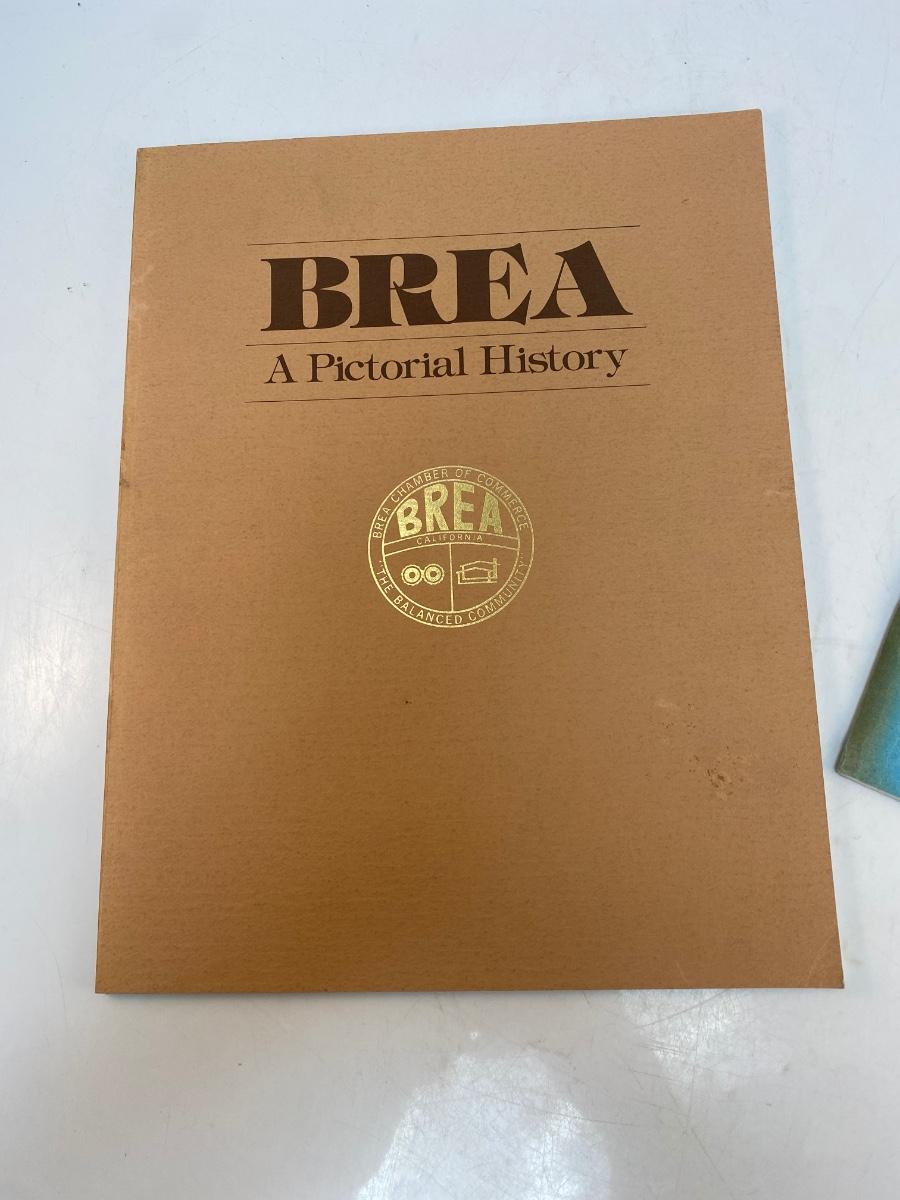 BREA
A Pictorial History
BREA CHAMBER OF COMMERCE
BREA
CALIFORNIA
"THE BALANCED COMMUNITY"